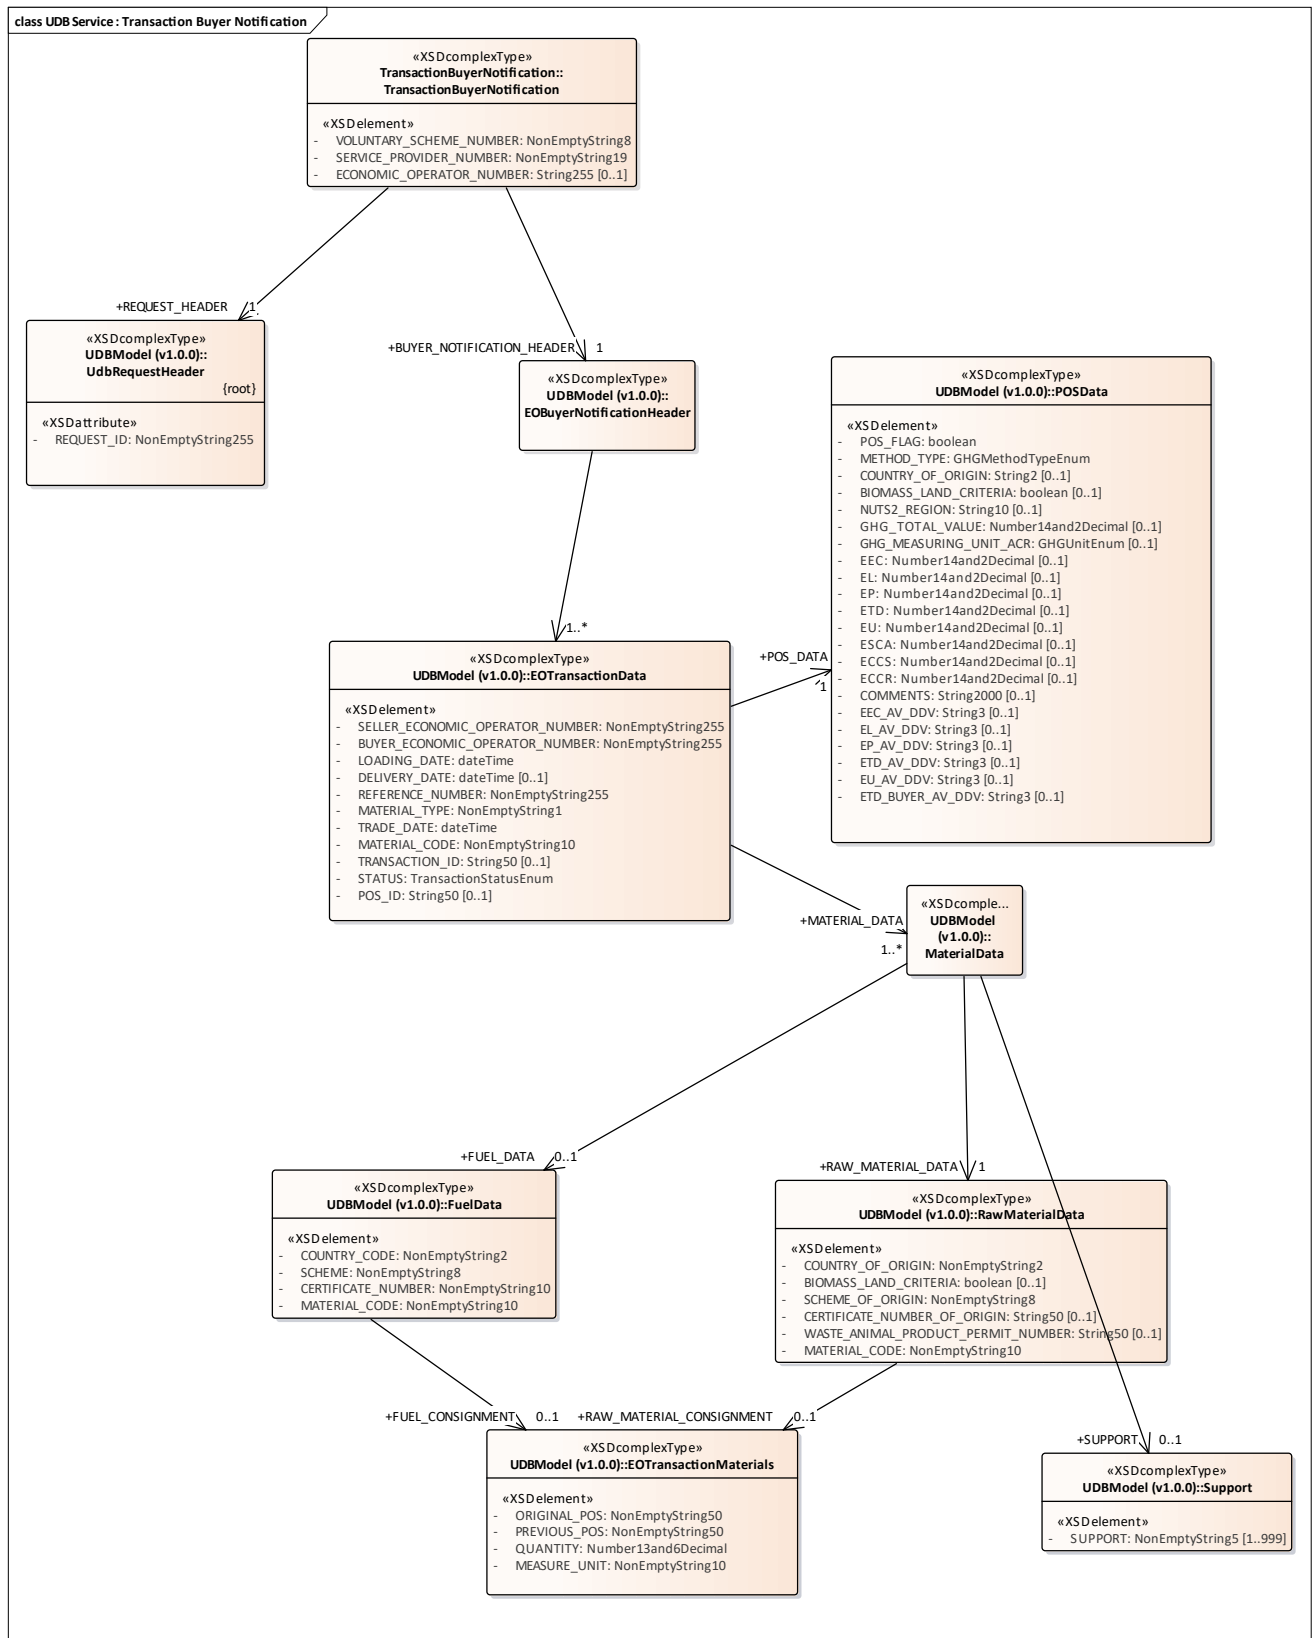 class UDB Service : Transaction Buyer Notification
«XSDcomplexType»
TransactionBuyerNotification::
TransactionBuyerNotification
«XSDelement»
- VOLUNTARY_SCHEME_NUMBER: NonEmptyString8
- SERVICE_PROVIDER_NUMBER: NonEmptyString19
- ECONOMIC_OPERATOR_NUMBER: String255 [0..1]
+REQUEST_HEADER 1
«XSDcomplexType»
UDBModel (v1.0.0)::
UdbRequestHeader
{root}
«XSDattribute»
- REQUEST_ID: NonEmptyString255
+BUYER_NOTIFICATION_HEADER 1
«XSDcomplexType»
UDBModel (v1.0.0)::
EOBuyerNotificationHeader
«XSDcomplexType»
UDBModel (v1.0.0)::POSData
«XSDelement»
- POS_FLAG: boolean
- METHOD_TYPE: GHGMethodTypeEnum
- COUNTRY_OF_ORIGIN: String2 [0..1]
- BIOMASS_LAND_CRITERIA: boolean [0..1]
- NUTS2_REGION: String10 [0..1]
- GHG_TOTAL_VALUE: Number14and2Decimal [0..1]
- GHG_MEASURING_UNIT_ACR: GHGUnitEnum [0..1]
- EEC: Number14and2Decimal [0..1]
- EL: Number14and2Decimal [0..1]
- EP: Number14and2Decimal [0..1]
- ETD: Number14and2Decimal [0..1]
- EU: Number14and2Decimal [0..1]
- ESCA: Number14and2Decimal [0..1]
- ECCS: Number14and2Decimal [0..1]
- ECCR: Number14and2Decimal [0..1]
- COMMENTS: String2000 [0..1]
- EEC_AV_DDV: String3 [0..1]
- EL_AV_DDV: String3 [0..1]
- EP_AV_DDV: String3 [0..1]
- ETD_AV_DDV: String3 [0..1]
- EU_AV_DDV: String3 [0..1]
- ETD_BUYER_AV_DDV: String3 [0..1]
1..*
+POS_DATA
1
«XSDcomplexType»
UDBModel (v1.0.0)::EOTransactionData
«XSDelement»
- SELLER_ECONOMIC_OPERATOR_NUMBER: NonEmptyString255
- BUYER_ECONOMIC_OPERATOR_NUMBER: NonEmptyString255
- LOADING_DATE: dateTime
- DELIVERY_DATE: dateTime [0..1]
- REFERENCE_NUMBER: NonEmptyString255
- MATERIAL_TYPE: NonEmptyString1
- TRADE_DATE: dateTime
- MATERIAL_CODE: NonEmptyString10
- TRANSACTION_ID: String50 [0..1]
- STATUS: TransactionStatusEnum
- POS_ID: String50 [0..1]
+MATERIAL_DATA
1..*
«XSDcomple...
UDBModel
(v1.0.0)::
MaterialData
+FUEL_DATA 0..1
«XSDcomplexType»
UDBModel (v1.0.0)::FuelData
«XSDelement»
- COUNTRY_CODE: NonEmptyString2
- SCHEME: NonEmptyString8
- CERTIFICATE_NUMBER: NonEmptyString10
- MATERIAL_CODE: NonEmptyString10
+RAW_MATERIAL_DATA 1
«XSDcomplexType»
UDBModel (v1.0.0)::RawMaterialData
«XSDelement»
- COUNTRY_OF_ORIGIN: NonEmptyString2
- BIOMASS_LAND_CRITERIA: boolean [0..1]
- SCHEME_OF_ORIGIN: NonEmptyString8
- CERTIFICATE_NUMBER_OF_ORIGIN: String50 [0..1]
- WASTE_ANIMAL_PRODUCT_PERMIT_NUMBER: String50 [0..1]
- MATERIAL_CODE: NonEmptyString10
+FUEL_CONSIGNMENT 0..1
+RAW_MATERIAL_CONSIGNMENT 0..1
«XSDcomplexType»
UDBModel (v1.0.0)::EOTransactionMaterials
«XSDelement»
- ORIGINAL_POS: NonEmptyString50
- PREVIOUS_POS: NonEmptyString50
- QUANTITY: Number13and6Decimal
- MEASURE_UNIT: NonEmptyString10
+SUPPORT 0..1
«XSDcomplexType»
UDBModel (v1.0.0)::Support
«XSDelement»
- SUPPORT: NonEmptyString5 [1..999]